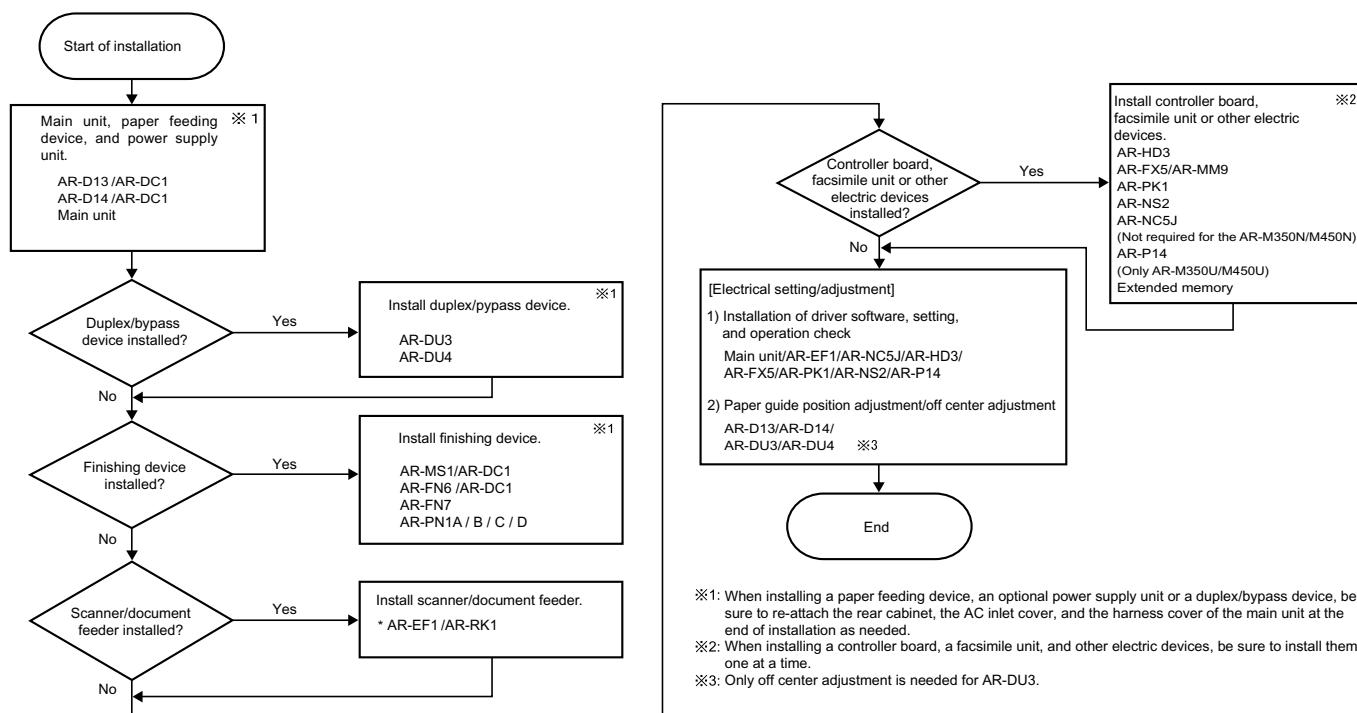 Start of installation
Main unit, paper feeding ※ 1
device, and power supply
unit.
AR-D13 /AR-DC1
AR-D14 /AR-DC1
Main unit
Duplex/bypass
device installed?
Yes
No
Install duplex/pypass device.
※1
AR-DU3
AR-DU4
Finishing device
installed?
Yes
No
Install finishing device.
※1
AR-MS1/AR-DC1
AR-FN6 /AR-DC1
AR-FN7
AR-PN1A / B / C / D
Scanner/document
feeder installed?
Yes
No
Install scanner/document feeder.
* AR-EF1 /AR-RK1
Controller board,
facsimile unit or other
electric devices
installed?
Yes
No
Install controller board, ※2
facsimile unit or other electric
devices.
AR-HD3
AR-FX5/AR-MM9
AR-PK1
AR-NS2
AR-NC5J
(Not required for the AR-M350N/M450N)
AR-P14
(Only AR-M350U/M450U)
Extended memory
[Electrical setting/adjustment]
1) Installation of driver software, setting,
and operation check
Main unit/AR-EF1/AR-NC5J/AR-HD3/
AR-FX5/AR-PK1/AR-NS2/AR-P14
2) Paper guide position adjustment/off center adjustment
AR-D13/AR-D14/
AR-DU3/AR-DU4 ※3
End
※1: When installing a paper feeding device, an optional power supply unit or a duplex/bypass device, be
sure to re-attach the rear cabinet, the AC inlet cover, and the harness cover of the main unit at the
end of installation as needed.
※2: When installing a controller board, a facsimile unit, and other electric devices, be sure to install them
one at a time.
※3: Only off center adjustment is needed for AR-DU3.